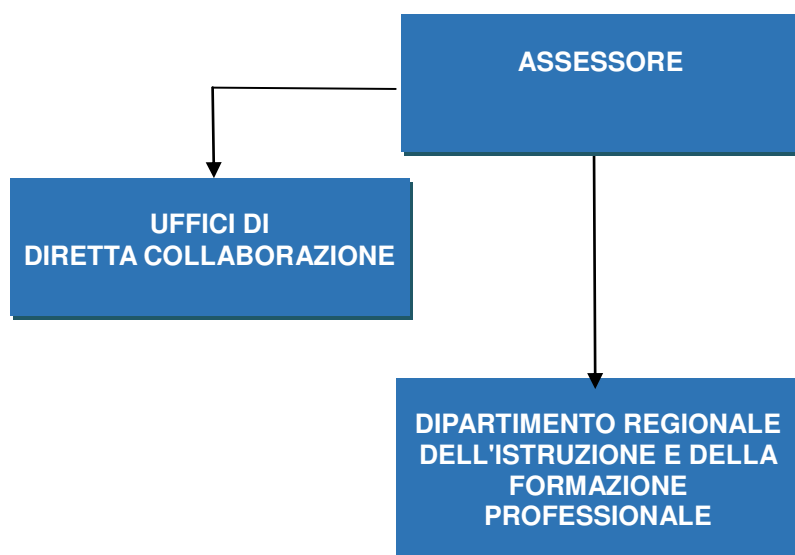 ASSESSORE
UFFICI DI
DIRETTA COLLABORAZIONE
DIPARTIMENTO REGIONALE
DELL'ISTRUZIONE E DELLA
FORMAZIONE
PROFESSIONALE